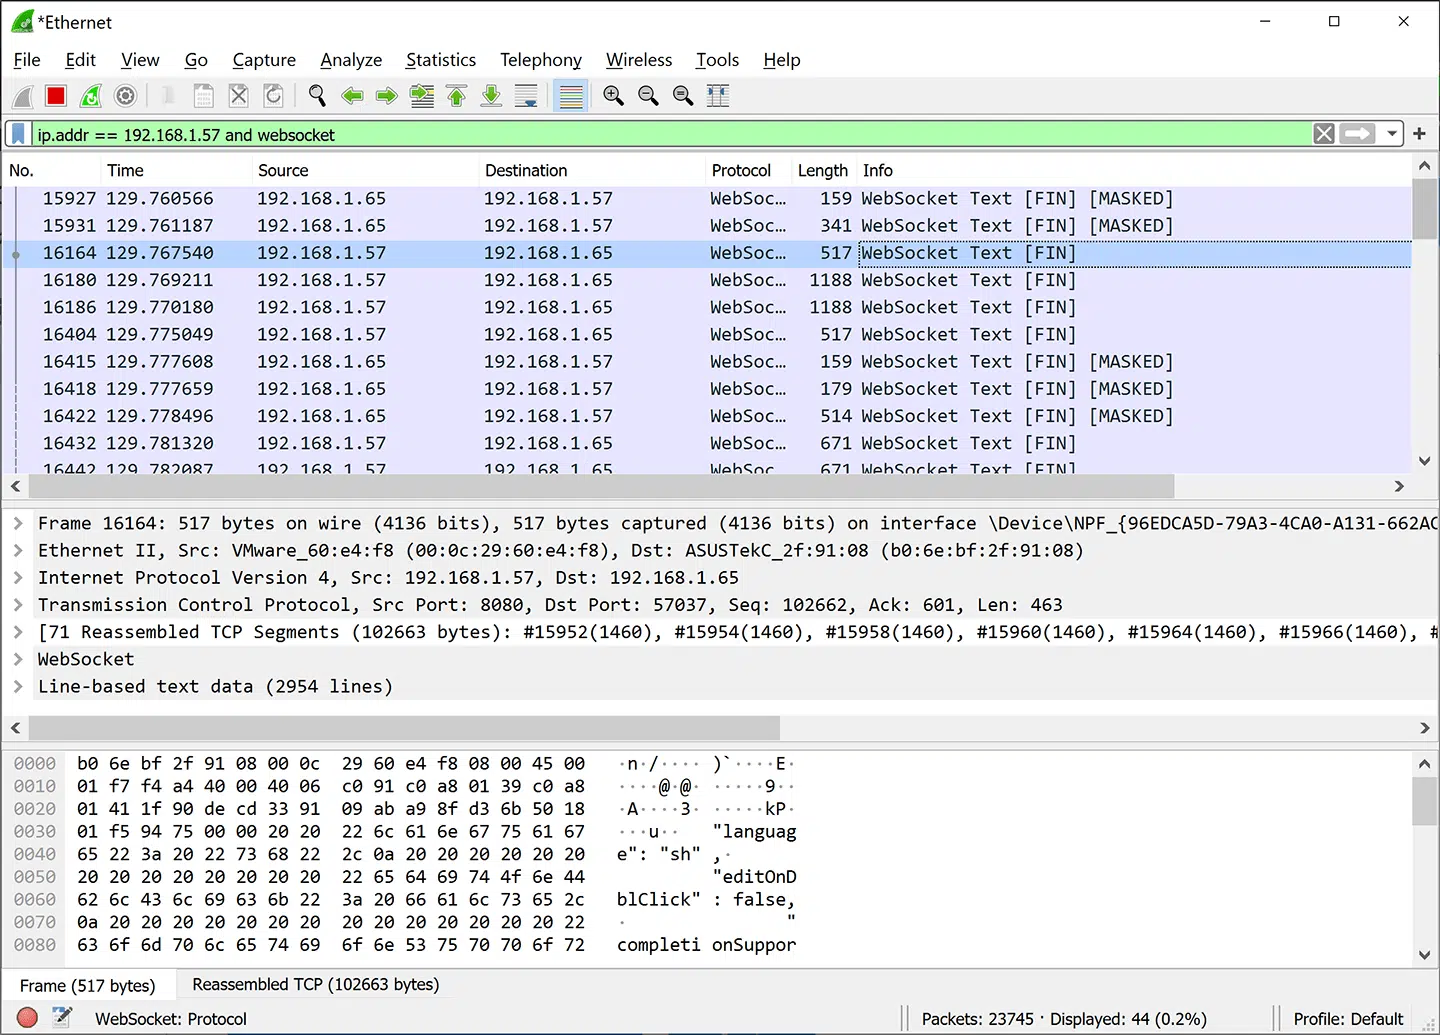 *Ethernet
File Edit View Go Capture Analyze Statistics Telephony Wireless Tools Help
ip.addr == 192.168.1.57 and websocket
No. Time Source Destination Protocol Length Info
15927 129.760566 192.168.1.65 192.168.1.57 WebSoc… 159 WebSocket Text [FIN] [MASKED]
15931 129.761187 192.168.1.65 192.168.1.57 WebSoc… 341 WebSocket Text [FIN] [MASKED]
16164 129.767540 192.168.1.57 192.168.1.65 WebSoc… 517 WebSocket Text [FIN]
16180 129.769211 192.168.1.57 192.168.1.65 WebSoc… 1188 WebSocket Text [FIN]
16186 129.770180 192.168.1.57 192.168.1.65 WebSoc… 1188 WebSocket Text [FIN]
16404 129.775049 192.168.1.57 192.168.1.65 WebSoc… 517 WebSocket Text [FIN]
16415 129.777608 192.168.1.65 192.168.1.57 WebSoc… 159 WebSocket Text [FIN] [MASKED]
16418 129.777659 192.168.1.65 192.168.1.57 WebSoc… 179 WebSocket Text [FIN] [MASKED]
16422 129.778496 192.168.1.65 192.168.1.57 WebSoc… 514 WebSocket Text [FIN] [MASKED]
16432 129.781320 192.168.1.57 192.168.1.65 WebSoc… 671 WebSocket Text [FIN]
16442 129.782087 192.168.1.57 192.168.1.65 WebSoc… 671 WebSocket Text [FIN]
Frame 16164: 517 bytes on wire (4136 bits), 517 bytes captured (4136 bits) on interface \Device\NPF_{96EDCA5D-79A3-4CA0-A131-662AC
Ethernet II, Src: VMware_60:e4:f8 (00:0c:29:60:e4:f8), Dst: ASUSTekC_2f:91:08 (b0:6e:bf:2f:91:08)
Internet Protocol Version 4, Src: 192.168.1.57, Dst: 192.168.1.65
Transmission Control Protocol, Src Port: 8080, Dst Port: 57037, Seq: 102662, Ack: 601, Len: 463
[71 Reassembled TCP Segments (102663 bytes): #15952(1460), #15954(1460), #15958(1460), #15960(1460), #15964(1460), #15966(1460), #
WebSocket
Line-based text data (2954 lines)
0000 b0 6e bf 2f 91 08 00 0c 29 60 e4 f8 08 00 45 00 ·n·/···· )`····E·
0010 01 f7 f4 a4 40 00 40 06 c0 91 c0 a8 01 39 c0 a8 ····@·@· ·····9··
0020 01 41 1f 90 de cd 33 91 09 ab a9 8f d3 6b 50 18 ·A····3· ·····kP·
0030 01 f5 94 75 00 00 20 20 22 6c 61 6e 67 75 61 67 ···u·· "languag
0040 65 22 3a 20 22 73 68 22 2c 0a 20 20 20 20 20 20 e": "sh" ,·
0050 20 20 20 20 20 20 20 20 22 65 64 69 74 4f 6e 44 "editOnD
0060 62 6c 43 6c 69 63 6b 22 3a 20 66 61 6c 73 65 2c blClick" : false,
0070 0a 20 20 20 20 20 20 20 20 20 20 20 20 20 20 22 · "
0080 63 6f 6d 70 6c 65 74 69 6f 6e 53 75 70 70 6f 72 completi onSuppor
Frame (517 bytes) Reassembled TCP (102663 bytes)
WebSocket: Protocol Packets: 23745 · Displayed: 44 (0.2%) Profile: Default